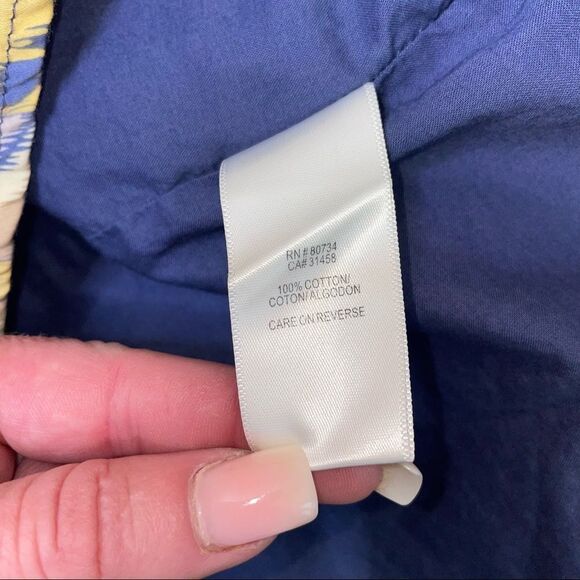 RN # 80734
CA# 31458
100% COTTON/
COTON/ALGODON
CARE ON REVERSE